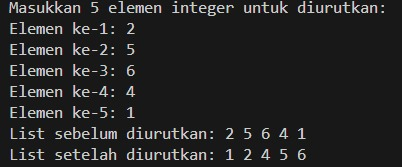 Masukkan 5 elemen integer untuk diurutkan:
Elemen ke-1: 2
Elemen ke-2: 5
Elemen ke-3: 6
Elemen ke-4: 4
Elemen ke-5: 1
List sebelum diurutkan: 2 5 6 4 1
List setelah diurutkan: 1 2 4 5 6